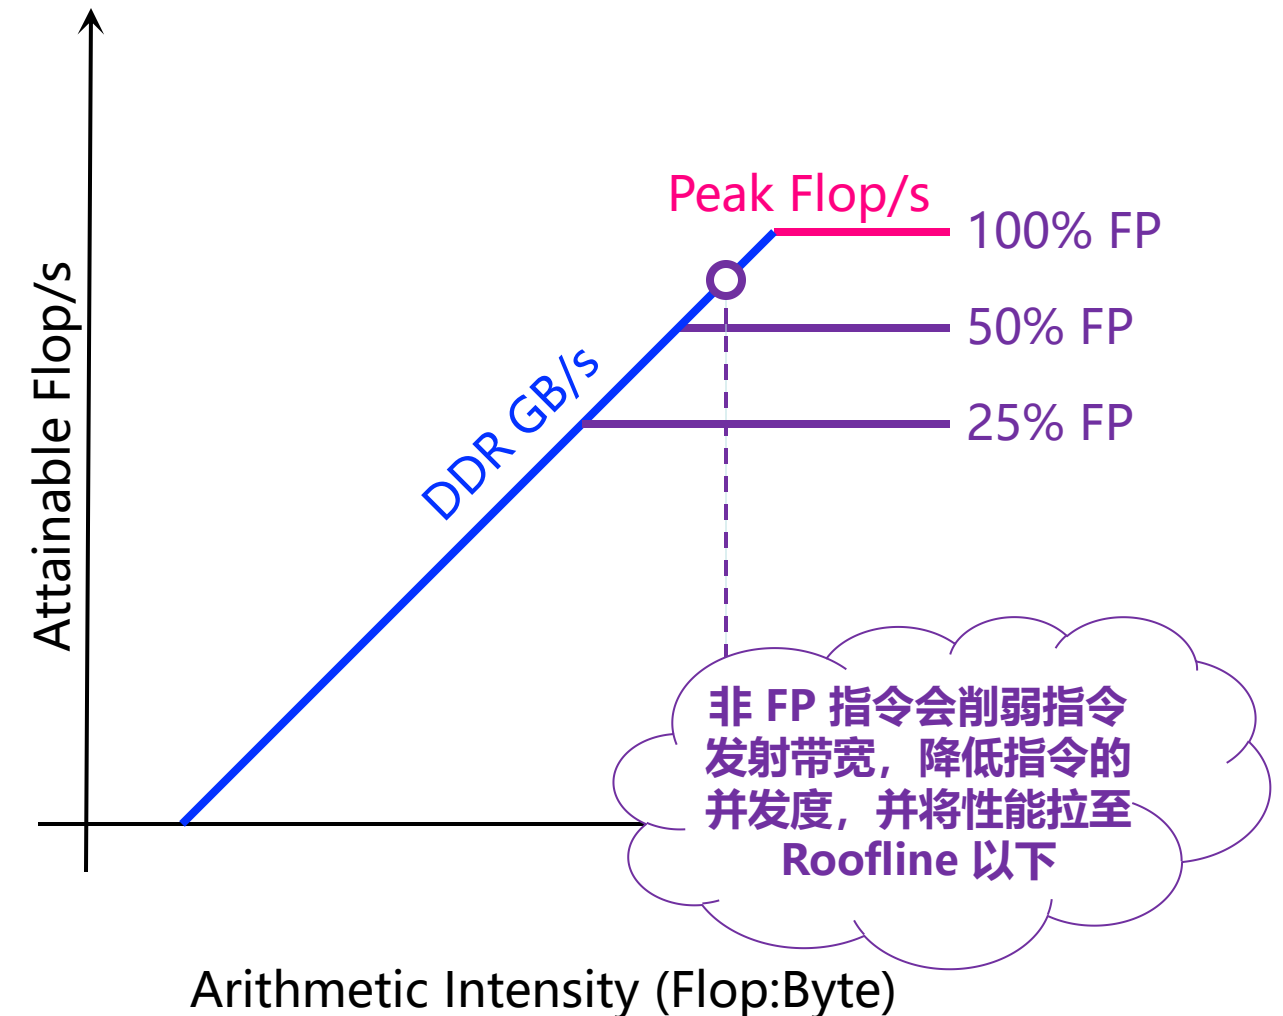 Peak Flop/s
100% FP
50% FP
25% FP
DDR GB/s
Attainable Flop/s
非 FP 指令会削弱指令
发射带宽，降低指令的
并发度，并将性能拉至
Roofline 以下
Arithmetic Intensity (Flop:Byte)